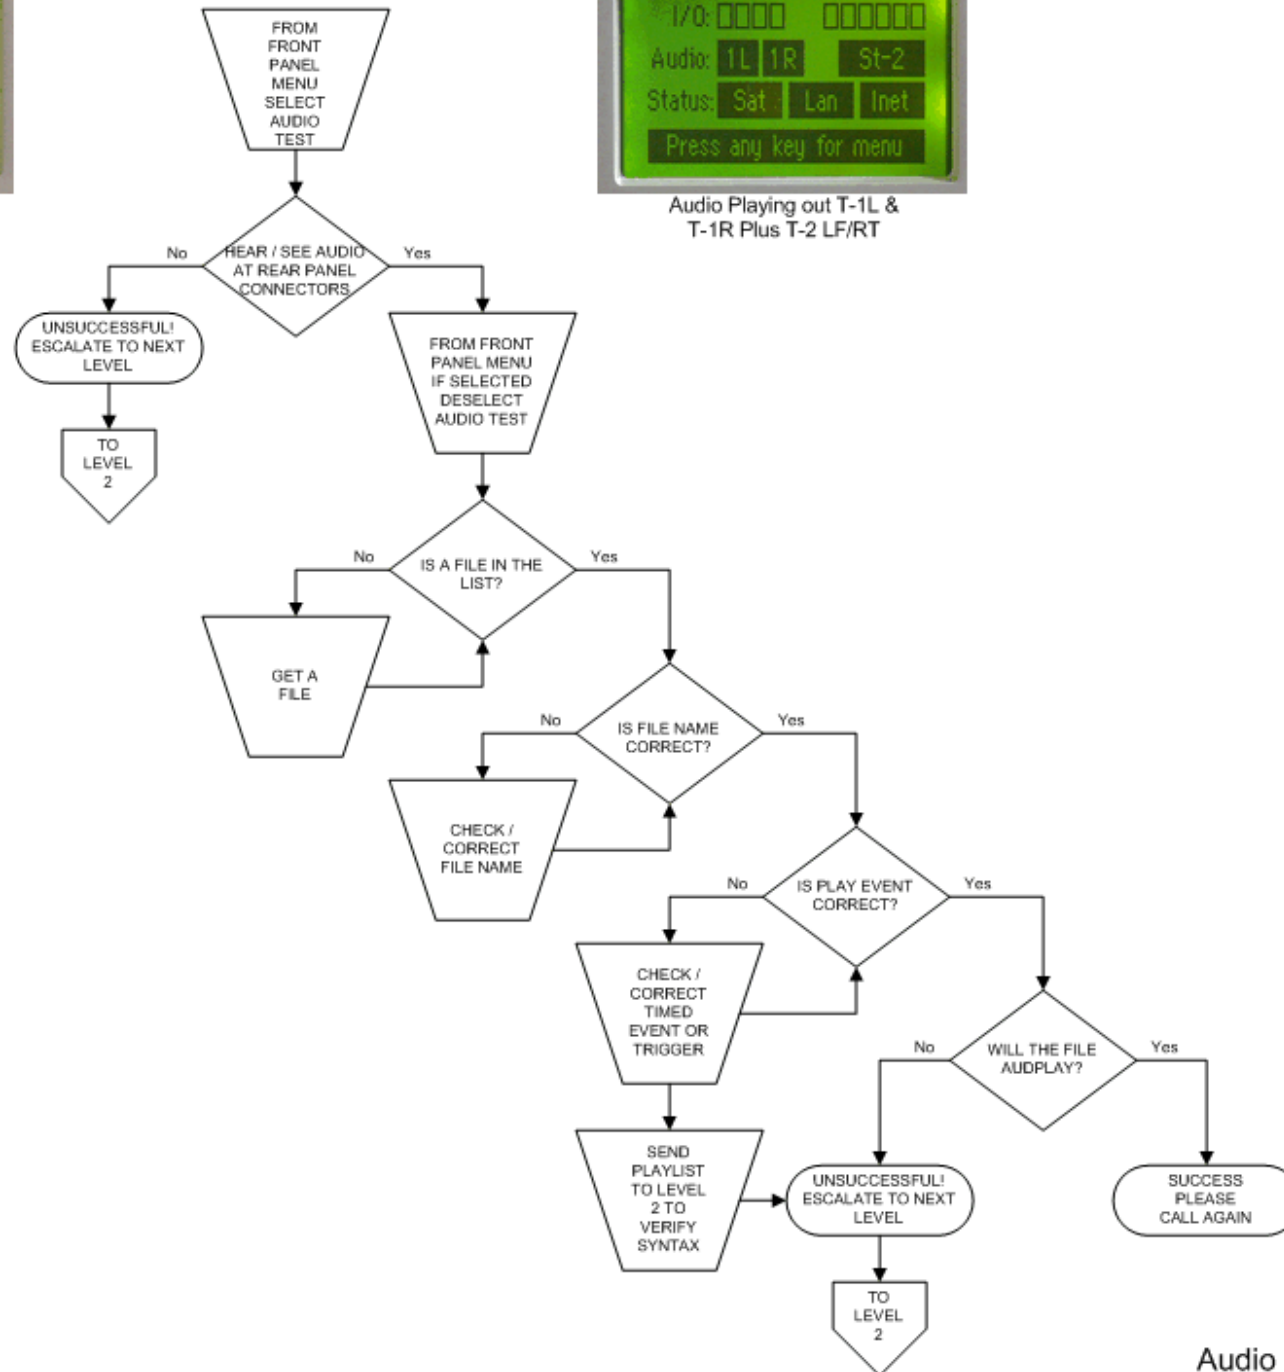 FROM
FRONT
PANEL
MENU
SELECT
AUDIO
TEST
I/O:
Audio: 1L 1R St-2
Status: Sat Lan Inet
Press any key for menu
Audio Playing out T-1L &
T-1R Plus T-2 LF/RT
No
HEAR / SEE AUDIO
AT REAR PANEL
CONNECTORS
Yes
UNSUCCESSFUL!
ESCALATE TO NEXT
LEVEL
TO
LEVEL
2
FROM FRONT
PANEL MENU
IF SELECTED
DESELECT
AUDIO TEST
No
IS A FILE IN THE
LIST?
Yes
GET A
FILE
No
IS FILE NAME
CORRECT?
Yes
CHECK /
CORRECT
FILE NAME
No
IS PLAY EVENT
CORRECT?
Yes
CHECK /
CORRECT
TIMED
EVENT OR
TRIGGER
No
WILL THE FILE
AUDPLAY?
Yes
SEND
PLAYLIST
TO LEVEL
2 TO
VERIFY
SYNTAX
UNSUCCESSFUL!
ESCALATE TO NEXT
LEVEL
SUCCESS
PLEASE
CALL AGAIN
TO
LEVEL
2
Audio